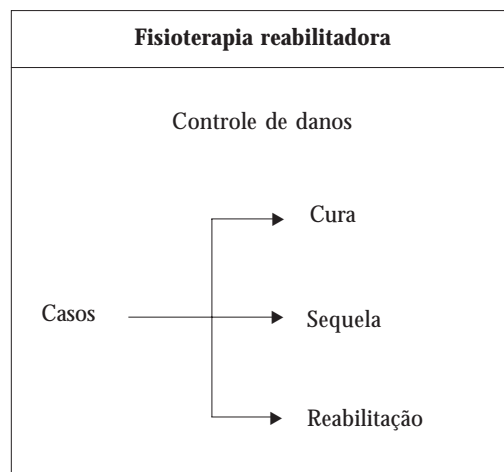 Fisioterapia reabilitadora
Controle de danos
Cura
Casos
Sequela
Reabilitação